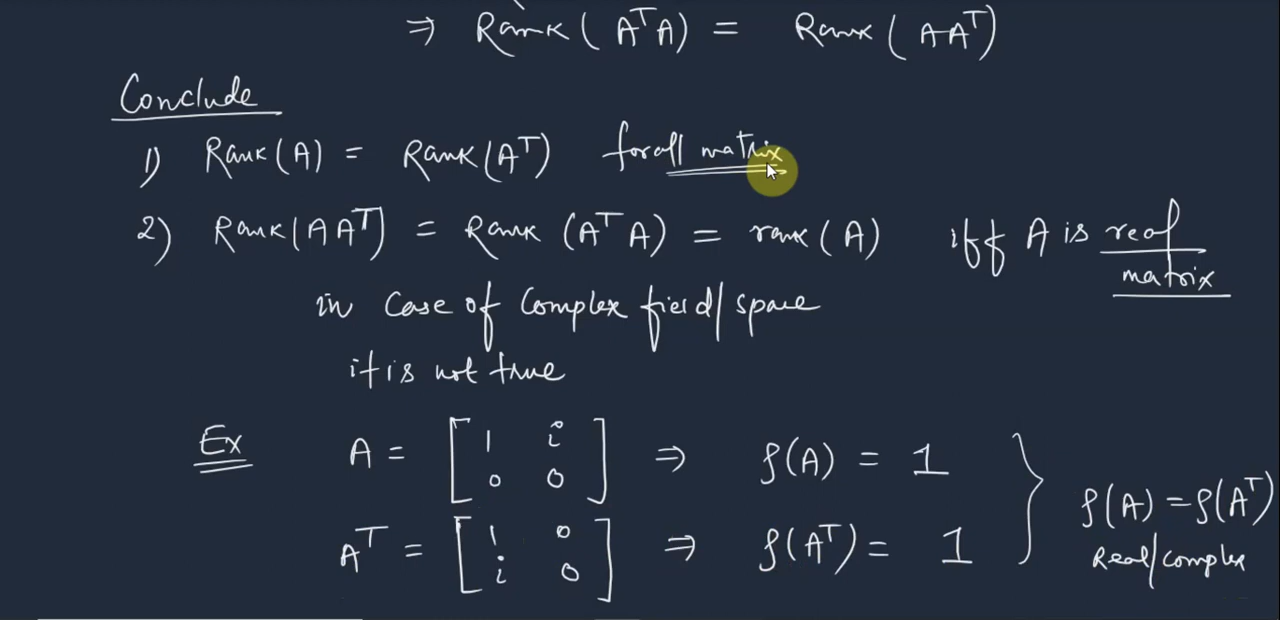 ⇒ Rank(AᵀA) = Rank(AAᵀ)
Conclude
1) Rank(A) = Rank(Aᵀ) for all matrix
2) Rank(AAᵀ) = Rank(AᵀA) = rank(A) iff A is real matrix
in case of complex field/space
it is not true
Ex A = [1 i; 0 0] ⇒ ρ(A) = 1
Aᵀ = [1 0; i 0] ⇒ ρ(Aᵀ) = 1
} ρ(A) = ρ(Aᵀ)
Real/complex